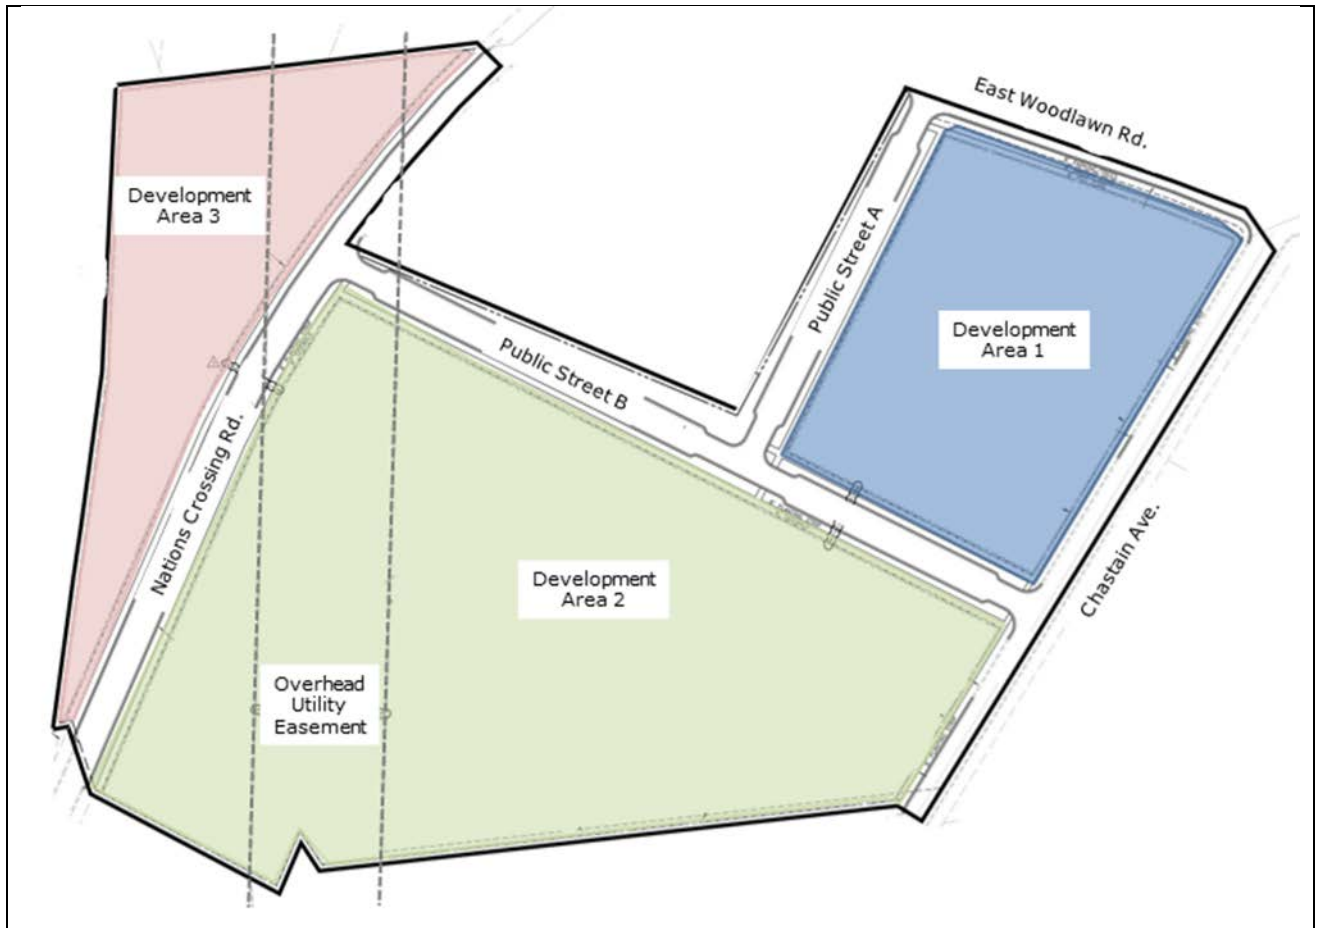 East Woodlawn Rd.
Development
Area 3
Public Street A
Development
Area 1
Public Street B
Nations Crossing Rd.
Development
Area 2
Chastain Ave.
Overhead
Utility
Easement